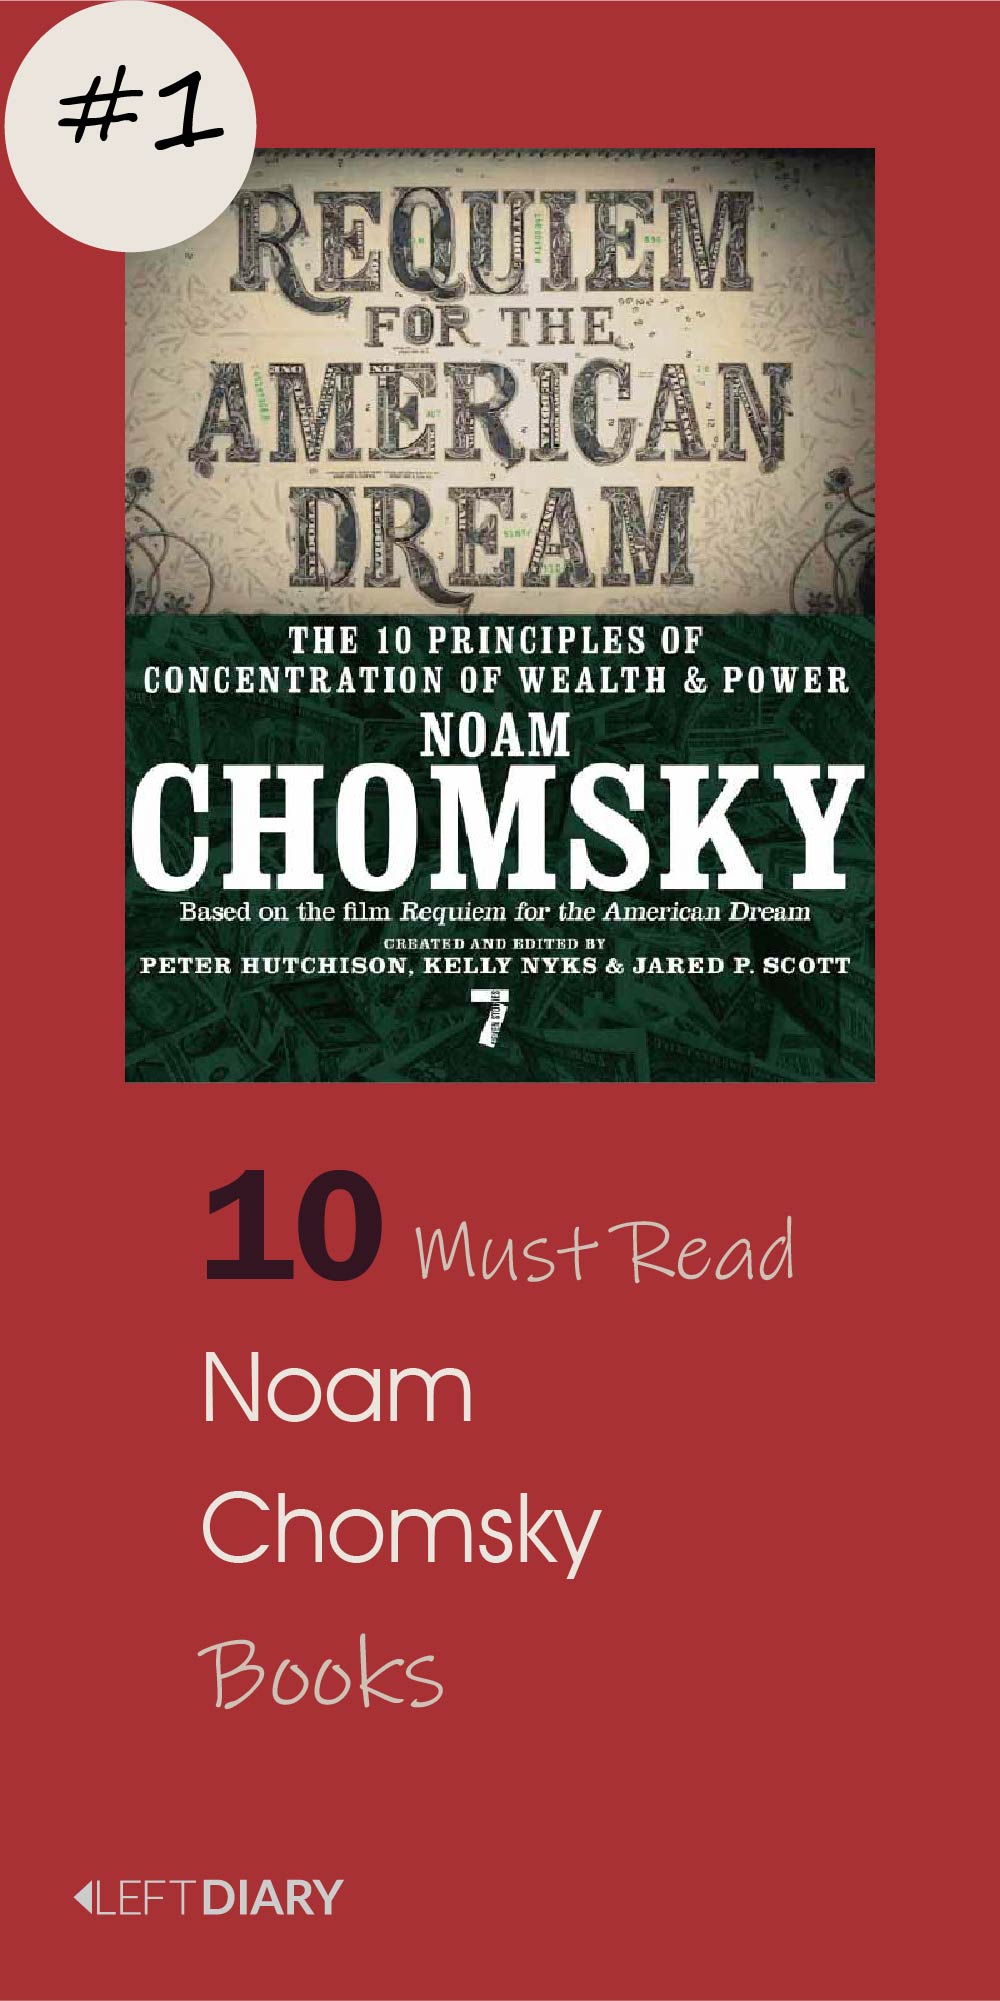 #1
REQUIEM
FOR THE
AMERICAN
DREAM
THE 10 PRINCIPLES OF
CONCENTRATION OF WEALTH & POWER
NOAM
CHOMSKY
Based on the film Requiem for the American Dream
CREATED AND EDITED BY
PETER HUTCHISON, KELLY NYKS & JARED P. SCOTT
7
10 Must Read
Noam
Chomsky
Books
LEFTDIARY